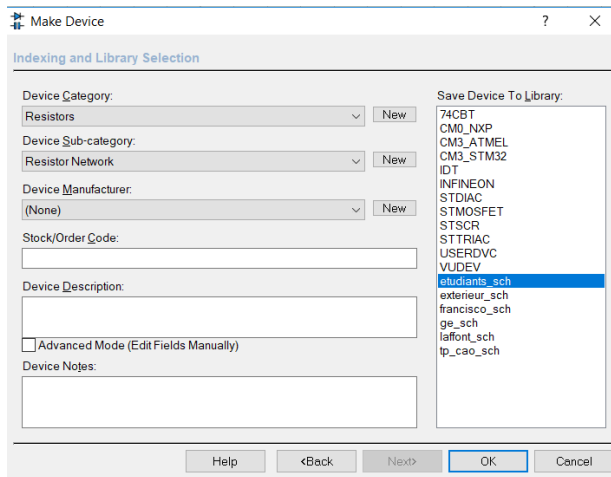 Make Device
?
X
Indexing and Library Selection
Device Category:
Resistors
New
Device Sub-category:
Resistor Network
New
Device Manufacturer:
(None)
New
Stock/Order Code:
Device Description:
Advanced Mode (Edit Fields Manually)
Device Notes:
Save Device To Library:
74CBT
CM0_NXP
CM3_ATMEL
CM3_STM32
IDT
INFINEON
STDIAC
STMOSFET
STSCR
STTRIAC
USERDVC
VUDEV
etudiants_sch
exterieur_sch
francisco_sch
ge_sch
laffont_sch
tp_cao_sch
Help
<Back
Next>
OK
Cancel